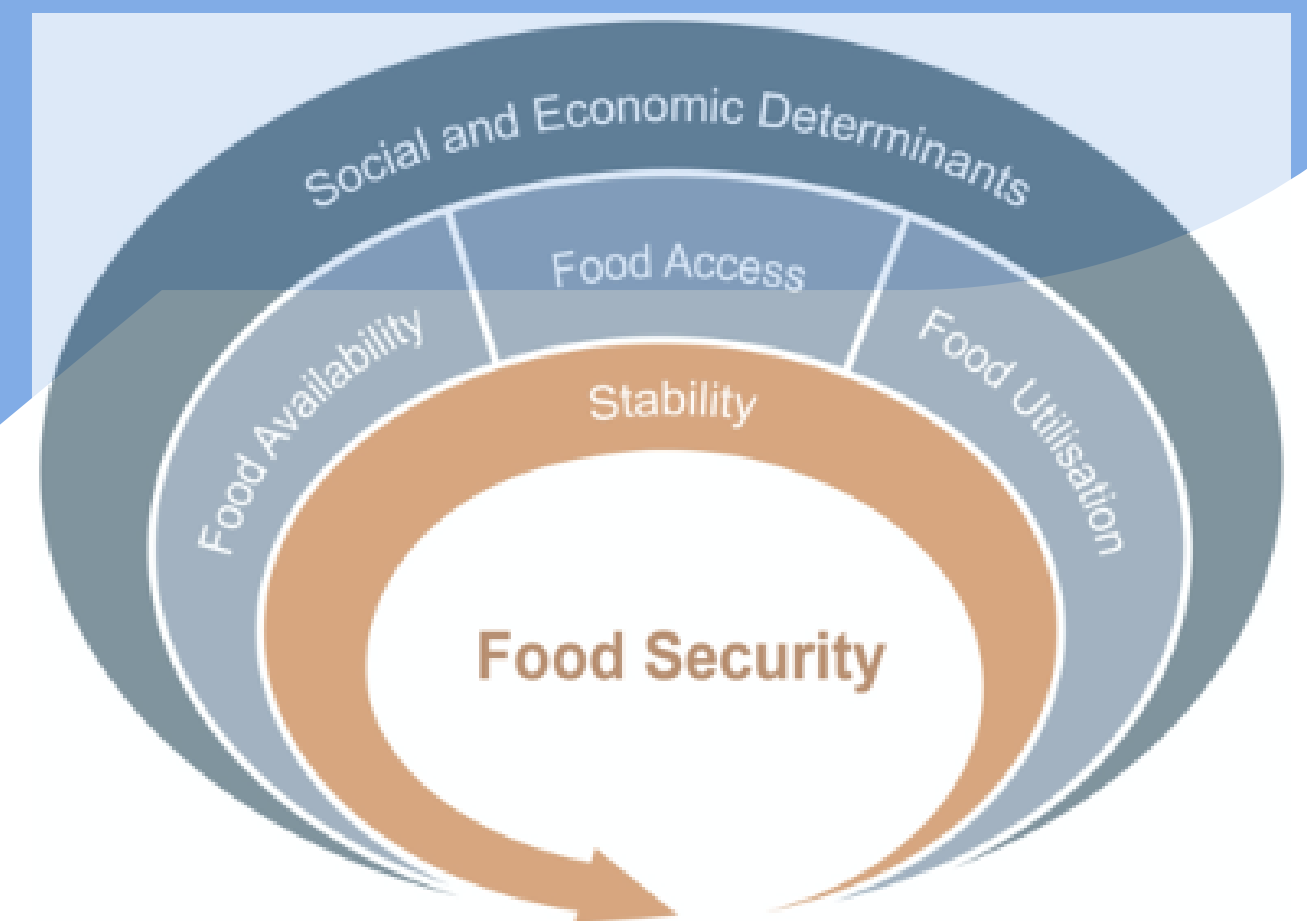 Social and Economic Determinants
Food Access
Food Availability
Food Utilisation
Stability
Food Security